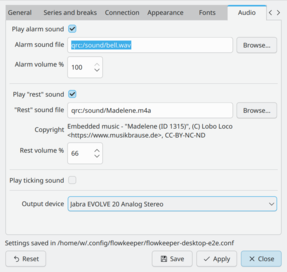 General Series and breaks Connection Appearance Fonts Audio
Play alarm sound
Alarm sound file qrc:/sound/bell.wav Browse...
Alarm volume % 100
Play "rest" sound
"Rest" sound file qrc:/sound/Madelene.m4a Browse...
Copyright Embedded music - "Madelene (ID 1315)", (C) Lobo Loco
<https://www.musikbrause.de>, CC-BY-NC-ND
Rest volume % 66
Play ticking sound
Output device Jabra EVOLVE 20 Analog Stereo
Settings saved in /home/w/.config/flowkeeper/flowkeeper-desktop-e2e.conf
Reset Save Apply Close